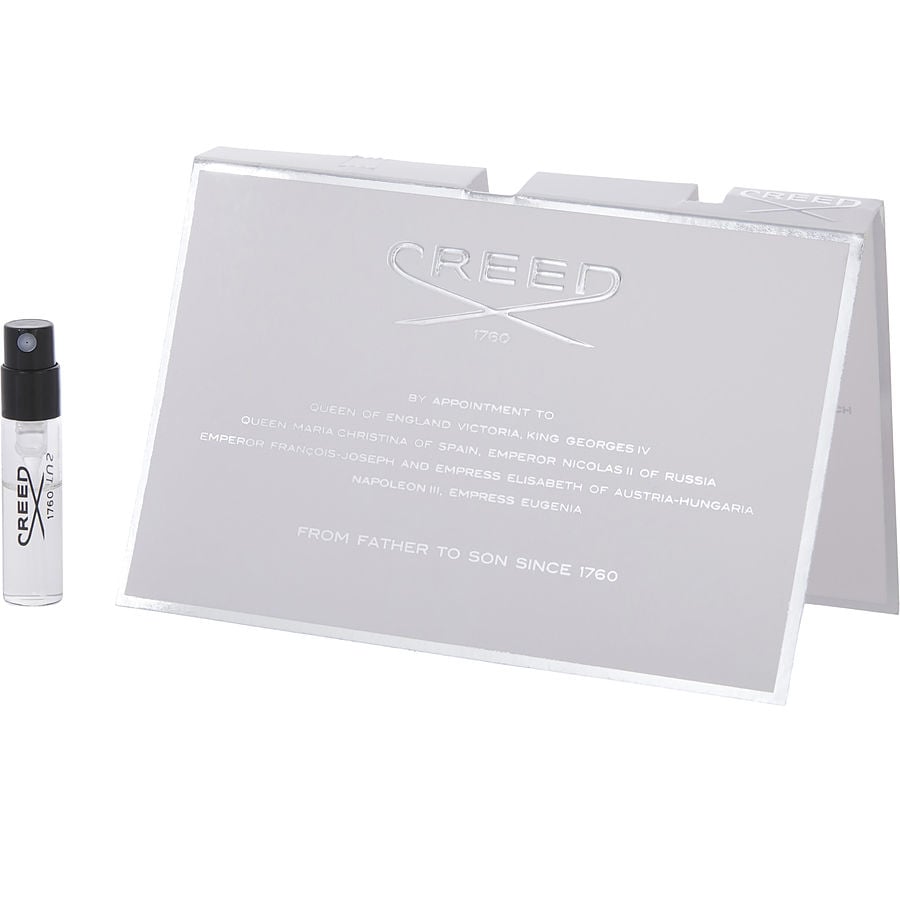 CREED
CREED
1760
BY APPOINTMENT TO
QUEEN OF ENGLAND VICTORIA, KING GEORGES IV
QUEEN MARIA CHRISTINA OF SPAIN, EMPEROR NICOLAS II OF RUSSIA
EMPEROR FRANÇOIS-JOSEPH AND EMPRESS ELISABETH OF AUSTRIA-HUNGARIA
NAPOLEON III, EMPRESS EUGENIA
FROM FATHER TO SON SINCE 1760
CREED
1760